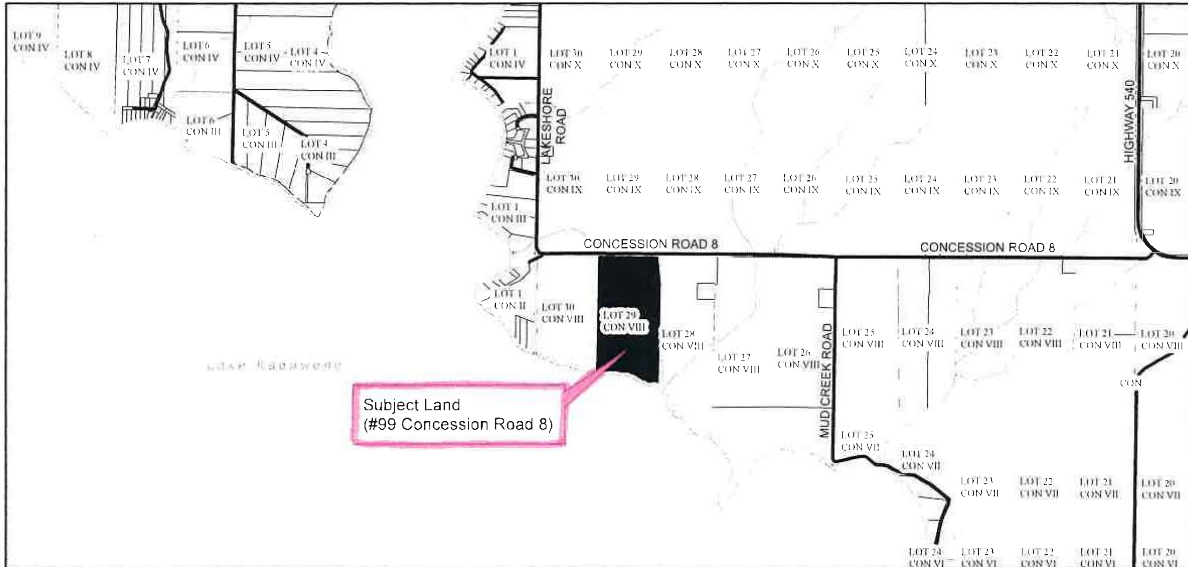 LOT 9
CON IV
LOT 8
CON IV
LOT 7
CON IV
LOT 6
CON IV
LOT 5
CON IV
LOT 4
CON IV
LOT 1
CON IV
LOT 30
CON X
LOT 29
CON X
LOT 28
CON X
LOT 27
CON X
LOT 26
CON X
LOT 25
CON X
LOT 24
CON X
LOT 23
CON X
LOT 22
CON X
LOT 21
CON X
LOT 20
CON X
LAKESHORE
ROAD
HIGHWAY 540
LOT 6
CON III
LOT 5
CON III
LOT 4
CON III
LOT 1
CON III
LOT 30
CON IX
LOT 29
CON IX
LOT 28
CON IX
LOT 27
CON IX
LOT 26
CON IX
LOT 25
CON IX
LOT 24
CON IX
LOT 23
CON IX
LOT 22
CON IX
LOT 21
CON IX
LOT 20
CON IX
CONCESSION ROAD 8
CONCESSION ROAD 8
LOT 1
CON II
LOT 30
CON VIII
LOT 29
CON VIII
LOT 28
CON VIII
LOT 27
CON VIII
LOT 26
CON VIII
MUD CREEK ROAD
LOT 25
CON VIII
LOT 24
CON VIII
LOT 23
CON VIII
LOT 22
CON VIII
LOT 21
CON VIII
LOT 20
CON VIII
CON
Lake Kagawong
Subject Land
(#99 Concession Road 8)
LOT 25
CON VII
LOT 24
CON VII
LOT 23
CON VII
LOT 22
CON VII
LOT 21
CON VII
LOT 20
CON VII
LOT 24
CON VI
LOT 23
CON VI
LOT 22
CON VI
LOT 21
CON VI
LOT 20
CON VI